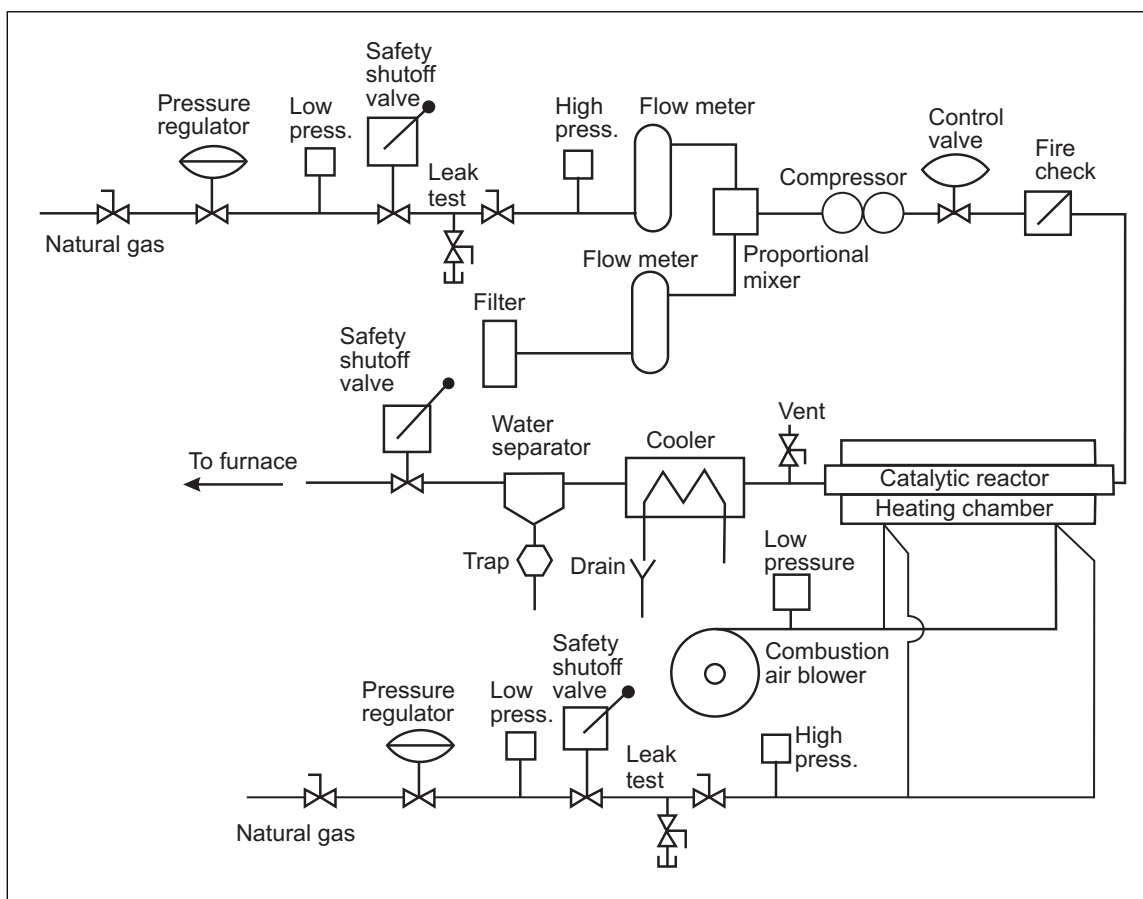 Safety
shutoff
valve
Pressure
regulator
Low
press.
Leak
test
High
press.
Flow meter
Control
valve
Fire
check
Compressor
Natural gas
Proportional
mixer
Flow meter
Filter
Safety
shutoff
valve
Water
separator
Cooler
Vent
To furnace
Catalytic reactor
Heating chamber
Trap
Drain
Low
pressure
Combustion
air blower
Safety
shutoff
valve
Pressure
regulator
Low
press.
Leak
test
High
press.
Natural gas